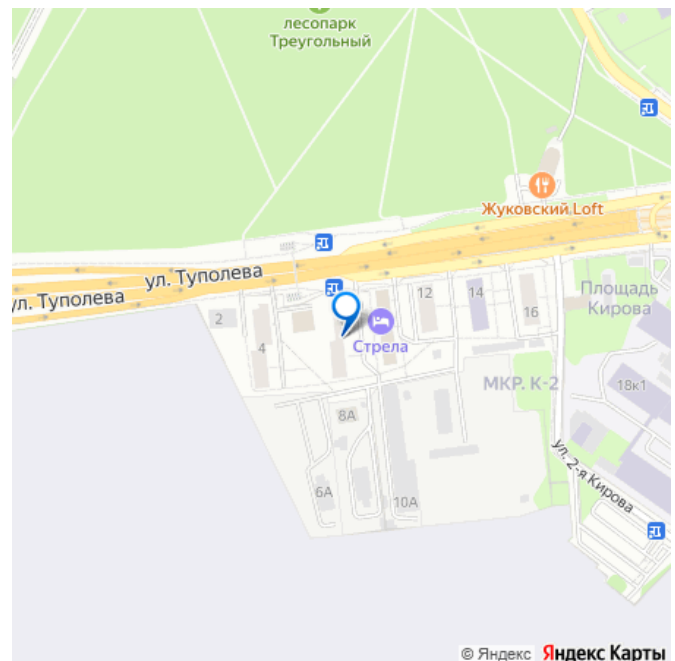 лесопарк
Треугольный
Жуковский Loft
ул. Туполева
ул. Туполева
Площадь
Кирова
2
4
12
14
16
Стрела
МКР. К-2
18к1
8А
6А
10А
ул. 2-я Кирова
© Яндекс Яндекс Карты